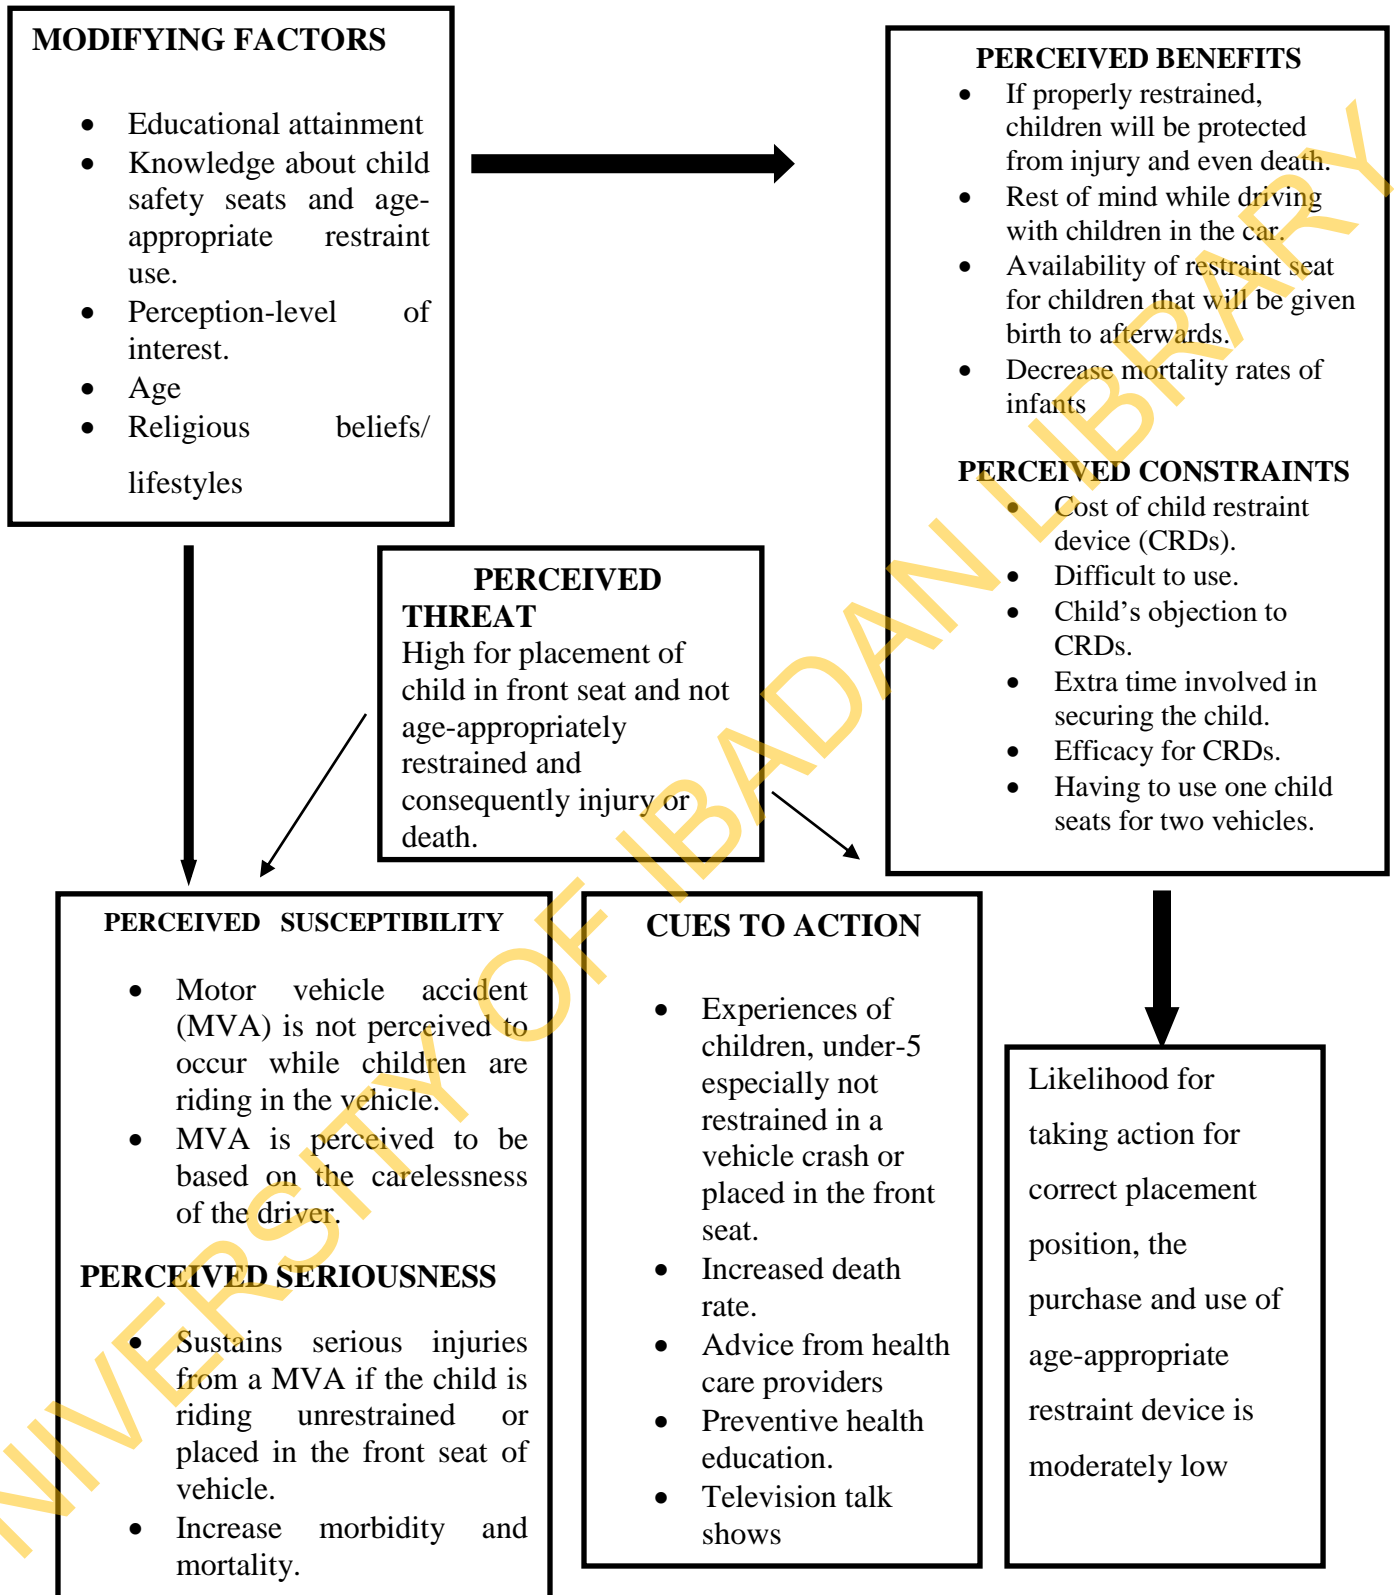 MODIFYING FACTORS
• Educational attainment
• Knowledge about child
safety seats and age-
appropriate restraint
use.
• Perception-level of
interest.
• Age
• Religious beliefs/
lifestyles
PERCEIVED BENEFITS
• If properly restrained,
children will be protected
from injury and even death.
• Rest of mind while driving
with children in the car.
• Availability of restraint seat
for children that will be given
birth to afterwards.
• Decrease mortality rates of
infants
PERCEIVED CONSTRAINTS
• Cost of child restraint
device (CRDs).
• Difficult to use.
• Child’s objection to
CRDs.
• Extra time involved in
securing the child.
• Efficacy for CRDs.
• Having to use one child
seats for two vehicles.
PERCEIVED
THREAT
High for placement of
child in front seat and not
age-appropriately
restrained and
consequently injury or
death.
PERCEIVED SUSCEPTIBILITY
• Motor vehicle accident
(MVA) is not perceived to
occur while children are
riding in the vehicle.
• MVA is perceived to be
based on the carelessness
of the driver.
PERCEIVED SERIOUSNESS
• Sustains serious injuries
from a MVA if the child is
riding unrestrained or
placed in the front seat of
vehicle.
• Increase morbidity and
mortality.
CUES TO ACTION
• Experiences of
children, under-5
especially not
restrained in a
vehicle crash or
placed in the front
seat.
• Increased death
rate.
• Advice from health
care providers
• Preventive health
education.
• Television talk
shows
Likelihood for
taking action for
correct placement
position, the
purchase and use of
age-appropriate
restraint device is
moderately low
UNIVERSITY OF IBADAN LIBRARY